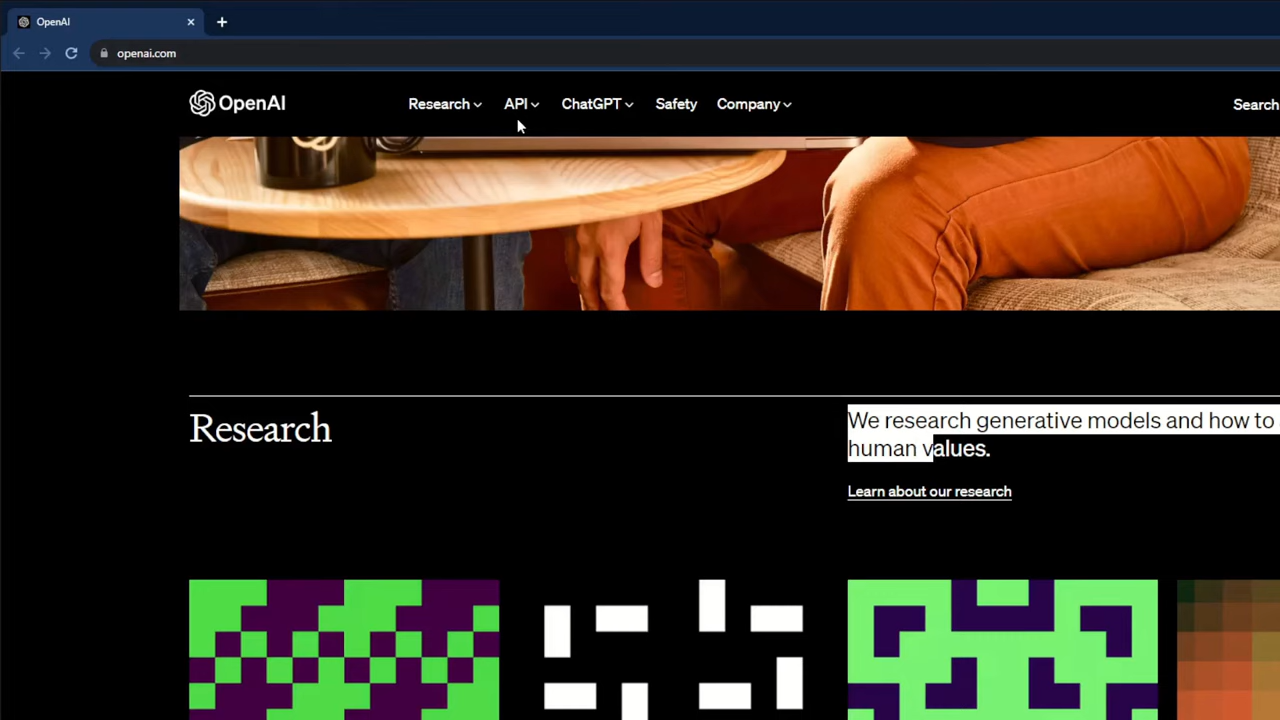 OpenAI
openai.com
OpenAI Research API ChatGPT Safety Company Search
Research
We research generative models and how to
human values.
Learn about our research